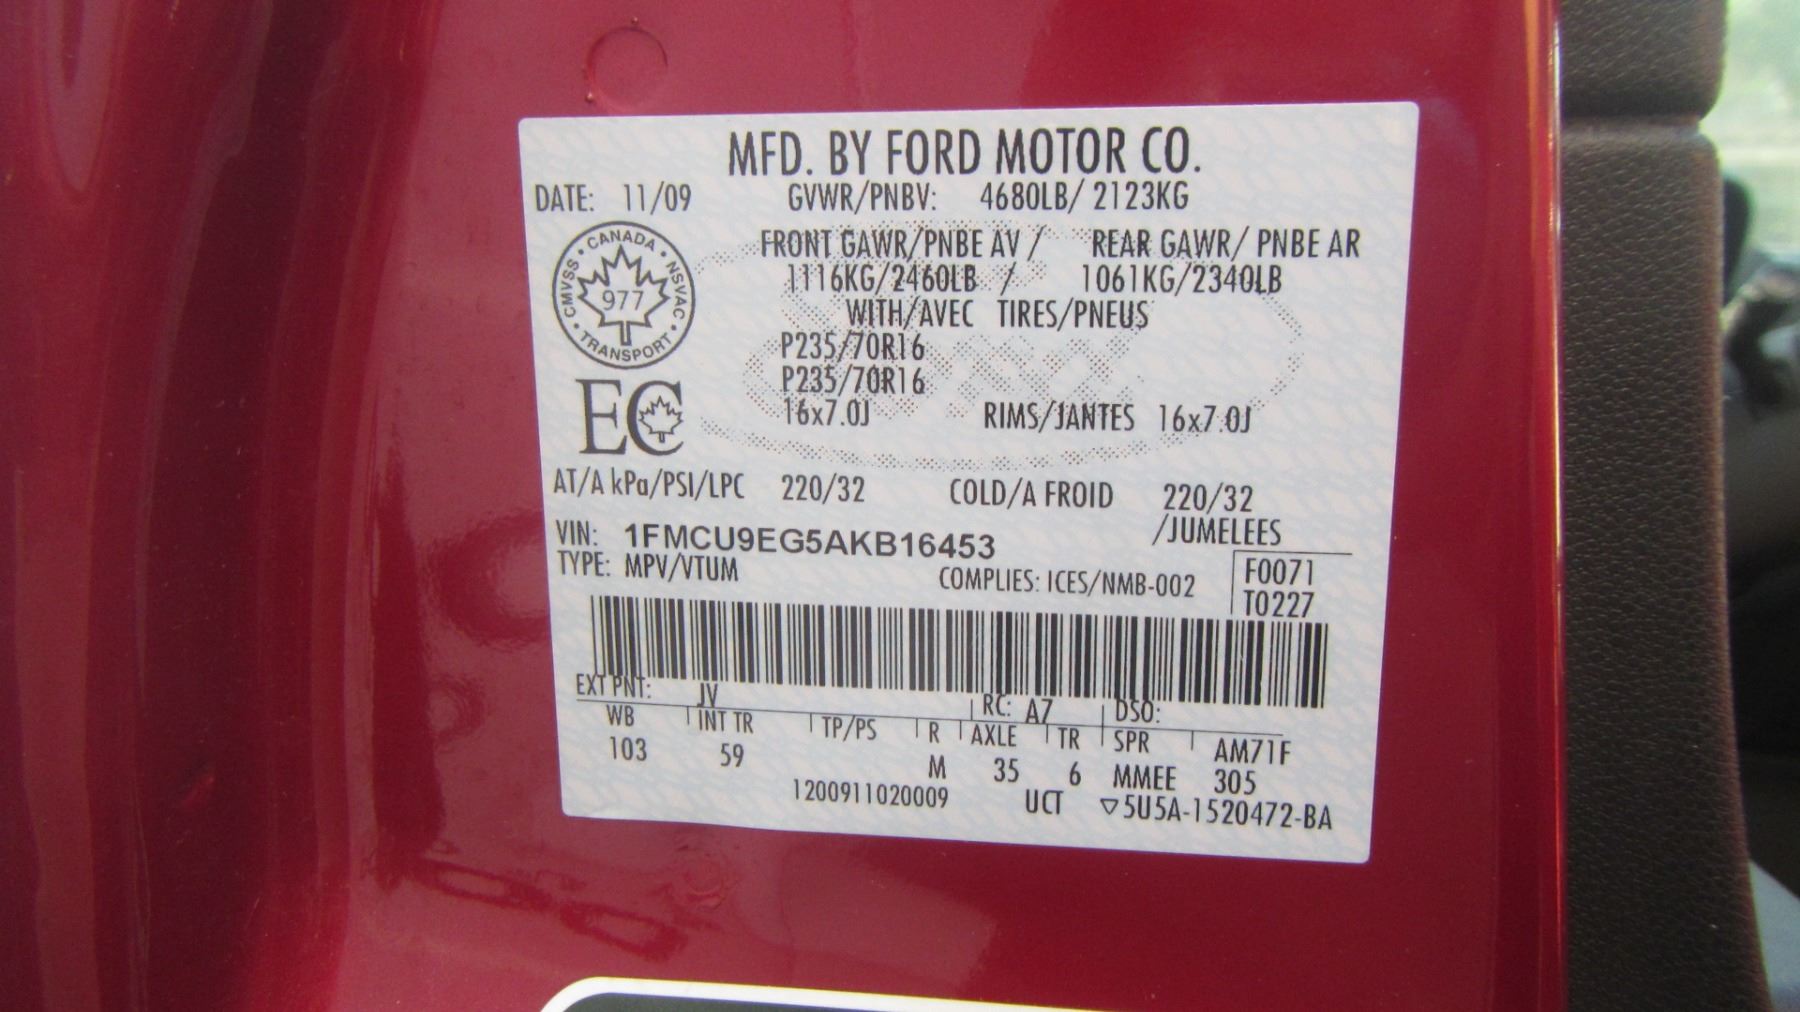 MFD. BY FORD MOTOR CO.
DATE: 11/09 GVWR/PNBV: 4680LB/ 2123KG
FRONT GAWR/PNBE AV / REAR GAWR/ PNBE AR
1116KG/2460LB / 1061KG/2340LB
WITH/AVEC TIRES/PNEUS
CANADA · NSVAC · TRANSPORT · CMVSS ·
977
P235/70R16
P235/70R16
16x7.0J RIMS/JANTES 16x7.0J
EC
AT/A kPa/PSI/LPC 220/32 COLD/A FROID 220/32
/JUMELEES
VIN: 1FMCU9EG5AKB16453
TYPE: MPV/VTUM COMPLIES: ICES/NMB-002
F0071
T0227
EXT PNT: JV RC: A7 DSO:
WB INT TR TP/PS R AXLE TR SPR AM71F
103 59 M 35 6 MMEE 305
1200911020009 UCT ▽5U5A-1520472-BA